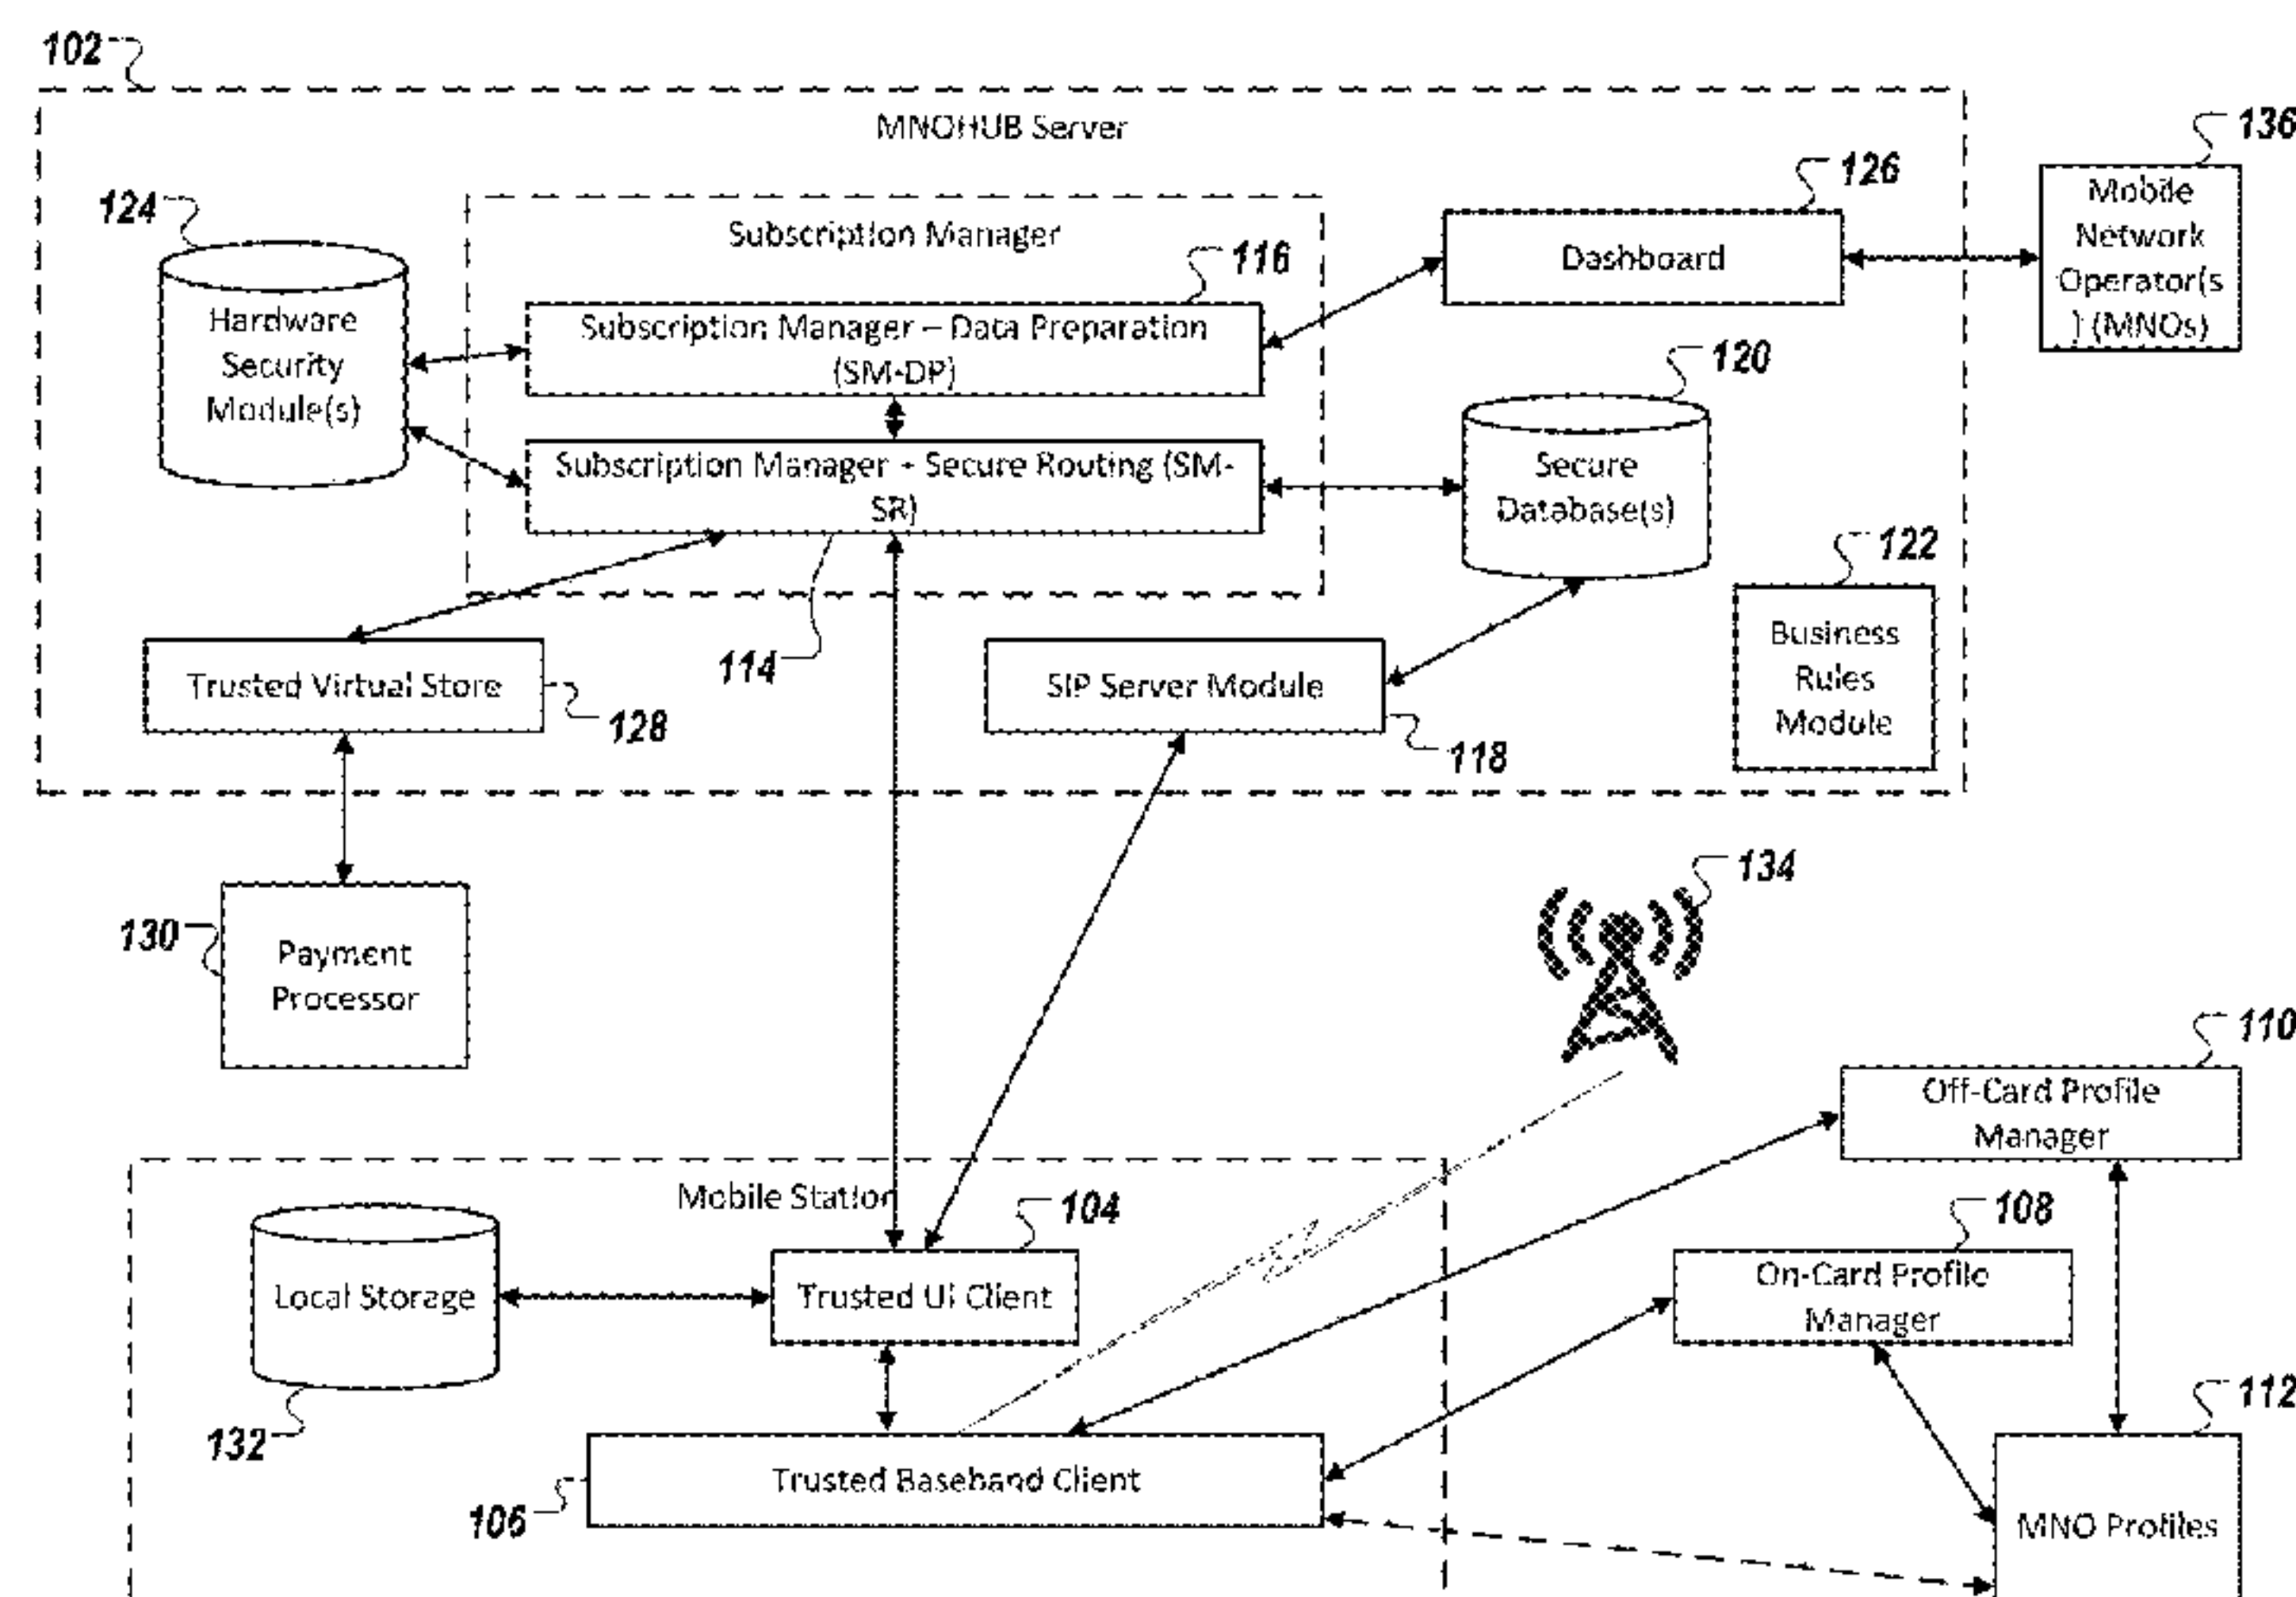 102
MNOHUB Server
136
Mobile
Network
Operator(s
) (MNOs)
126
Dashboard
124
Hardware
Security
Module(s)
Subscription Manager
116
Subscription Manager – Data Preparation
(SM-DP)
120
Secure
Database(s)
Subscription Manager - Secure Routing (SM-
SR)
122
Business
Rules
Module
114
Trusted Virtual Store
128
SIP Server Module
118
130
Payment
Processor
134
110
Off-Card Profile
Manager
Mobile Station
104
108
Local Storage
Trusted UI Client
On-Card Profile
Manager
132
112
106
Trusted Baseband Client
MNO Profiles